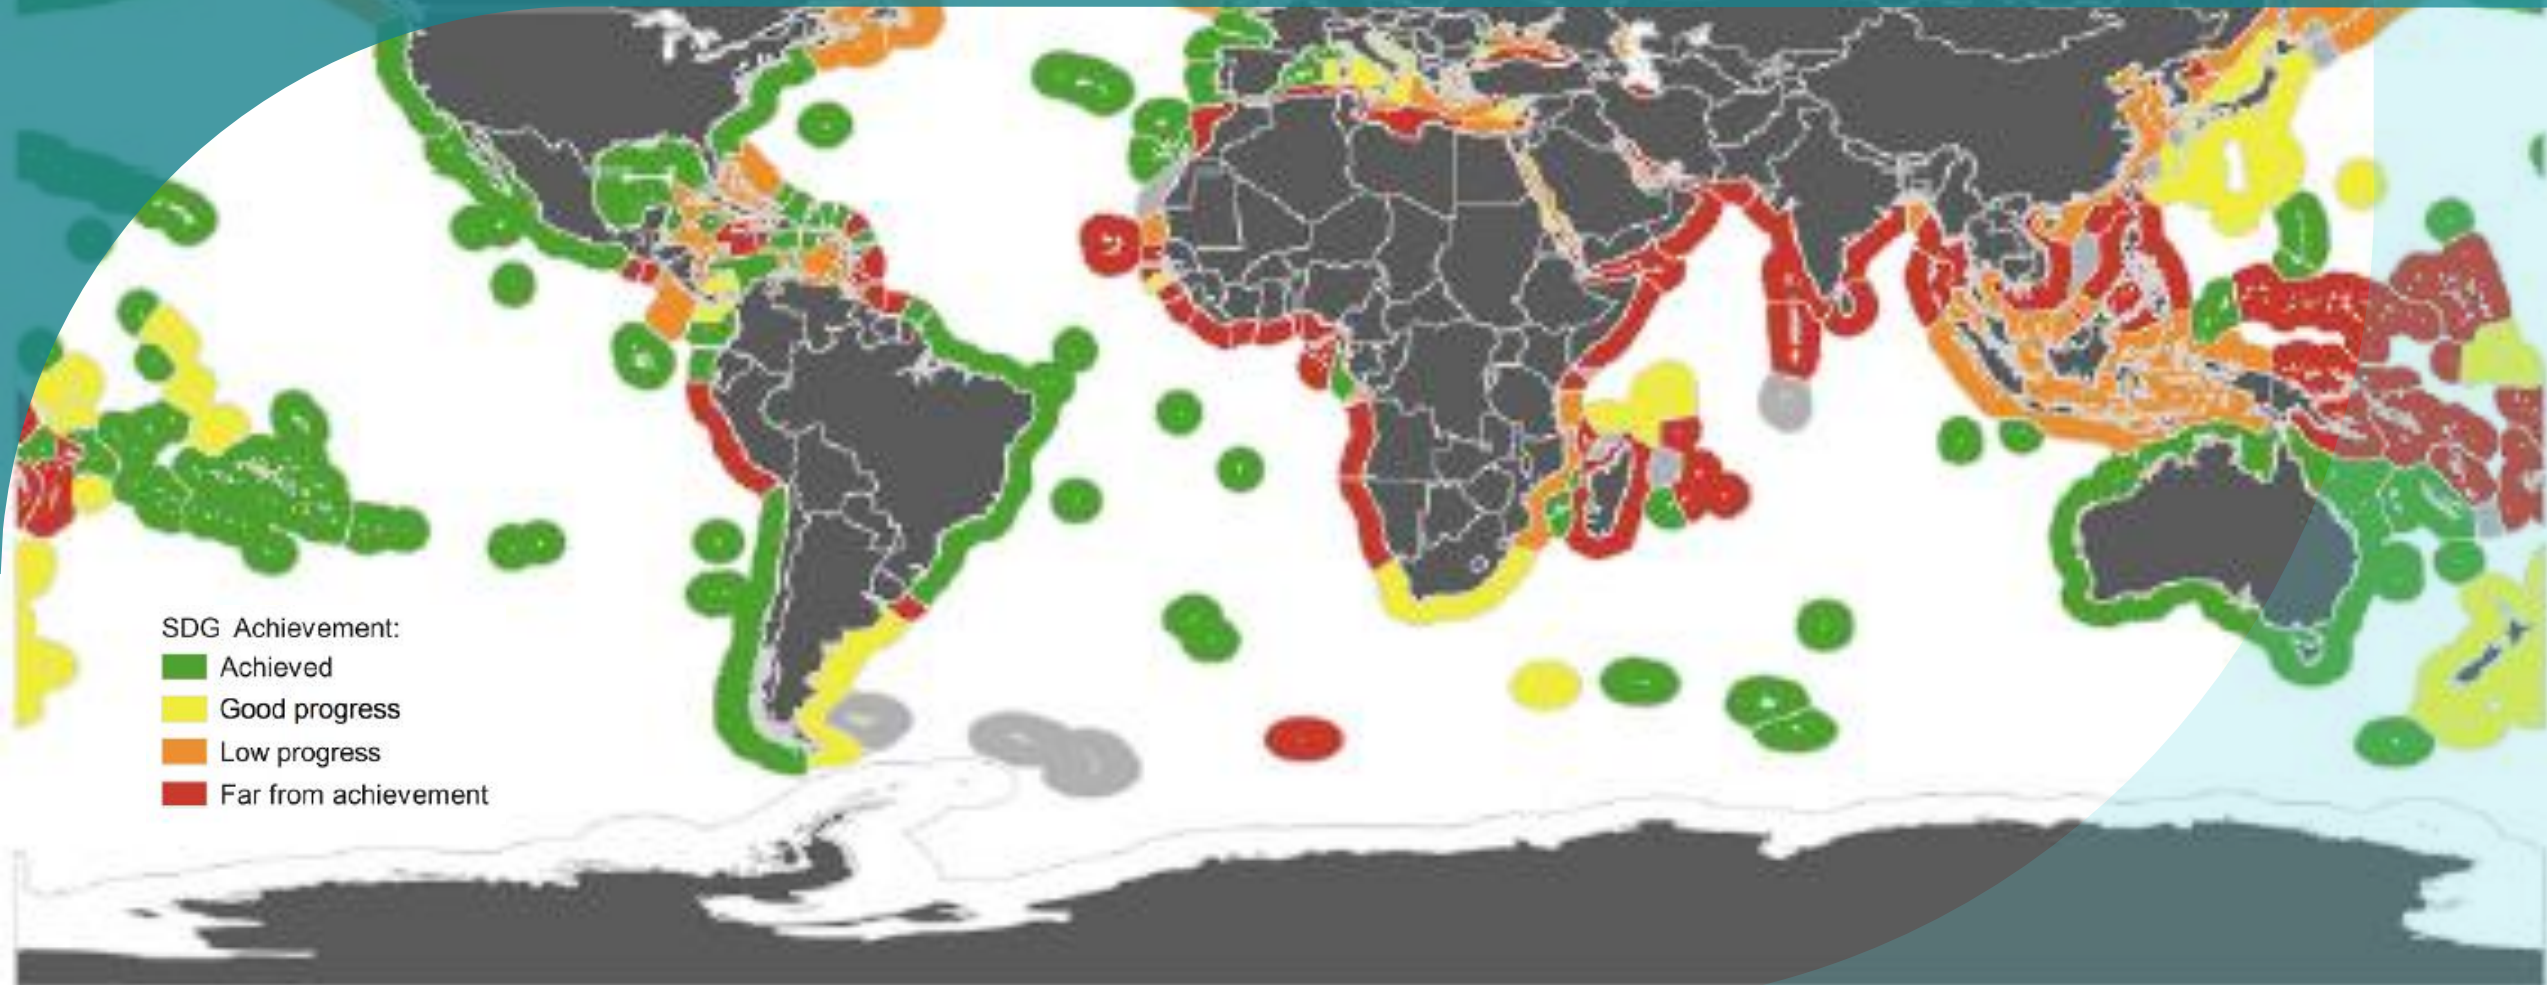 SDG Achievement:
Achieved
Good progress
Low progress
Far from achievement